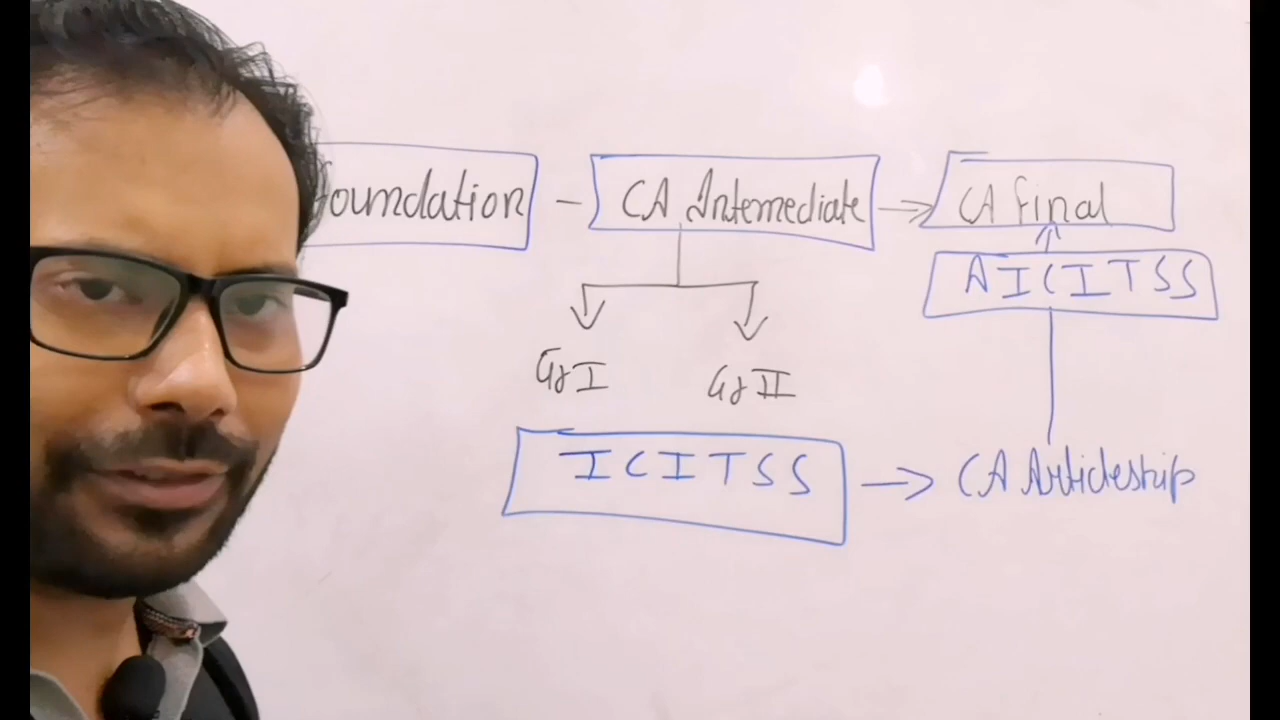 Foundation - CA Intermediate → CA Final
AICITSS
Gr I Gr II
ICITSS → CA Articleship